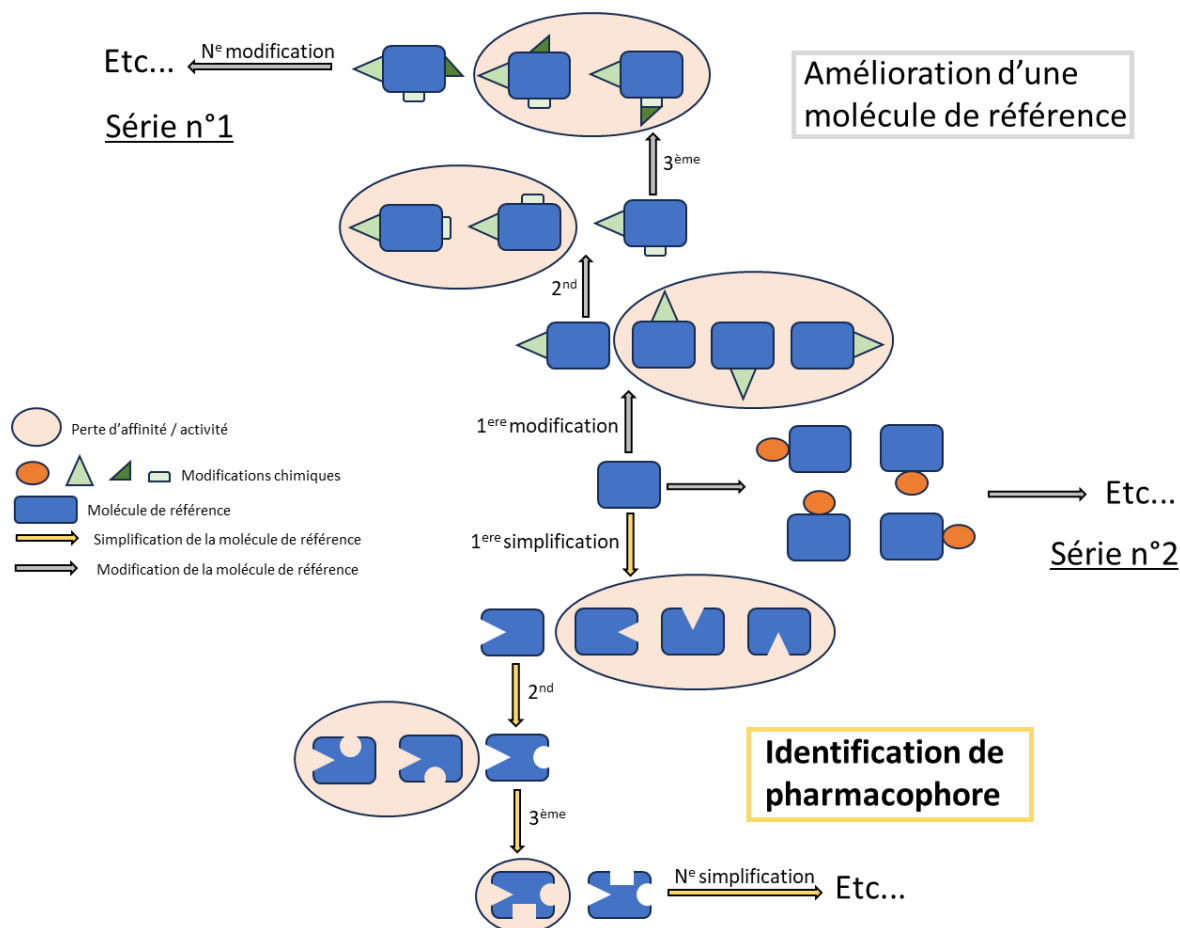 Etc...
Nᵉ modification
Série n°1
Amélioration d’une
molécule de référence
3ᵉᵐᵉ
2ⁿᵈ
1ᵉʳᵉ modification
Perte d’affinité / activité
Modifications chimiques
Molécule de référence
Simplification de la molécule de référence
Modification de la molécule de référence
Etc...
Série n°2
1ᵉʳᵉ simplification
2ⁿᵈ
Identification de
pharmacophore
3ᵉᵐᵉ
Nᵉ simplification
Etc...